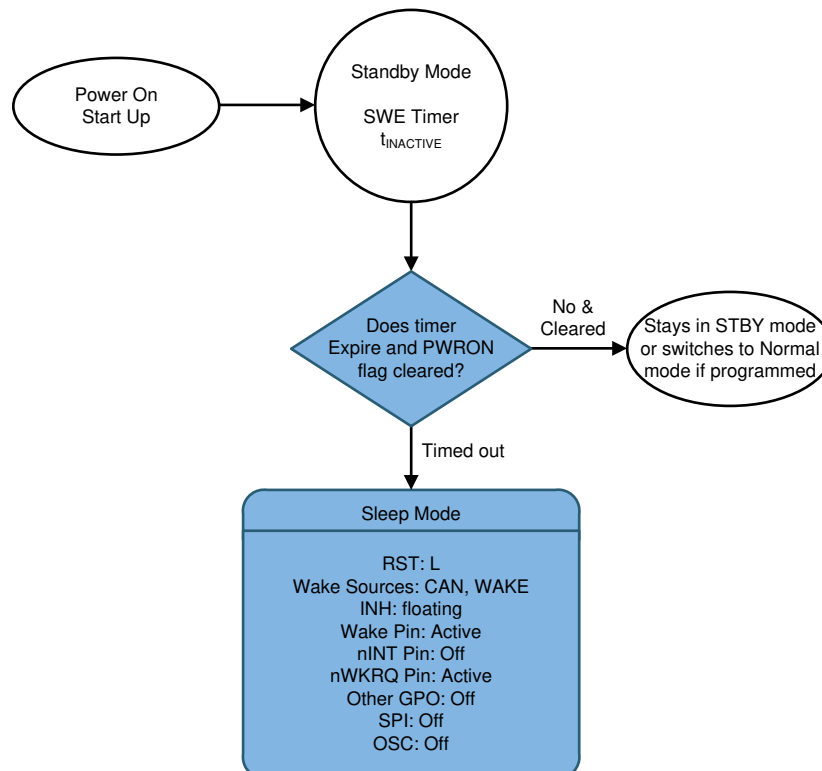 Power On
Start Up
Standby Mode
SWE Timer
tINACTIVE
Does timer
Expire and PWRON
flag cleared?
No &
Cleared
Stays in STBY mode
or switches to Normal
mode if programmed
Timed out
Sleep Mode
RST: L
Wake Sources: CAN, WAKE
INH: floating
Wake Pin: Active
nINT Pin: Off
nWKRQ Pin: Active
Other GPO: Off
SPI: Off
OSC: Off